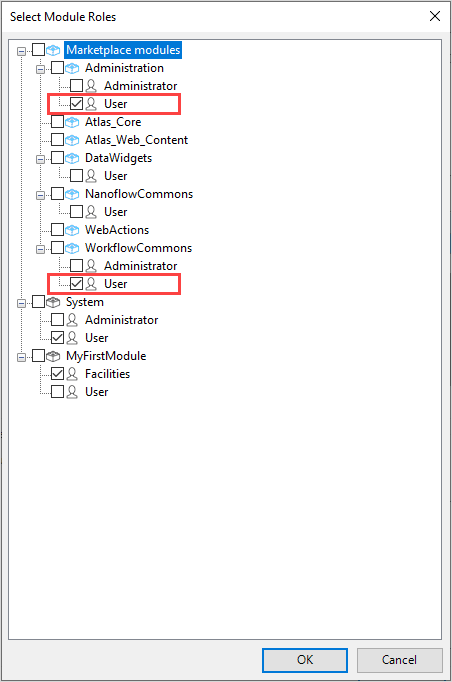 Select Module Roles
Marketplace modules
Administration
Administrator
User
Atlas_Core
Atlas_Web_Content
DataWidgets
User
NanoflowCommons
User
WebActions
WorkflowCommons
Administrator
User
System
Administrator
User
MyFirstModule
Facilities
User
OK
Cancel